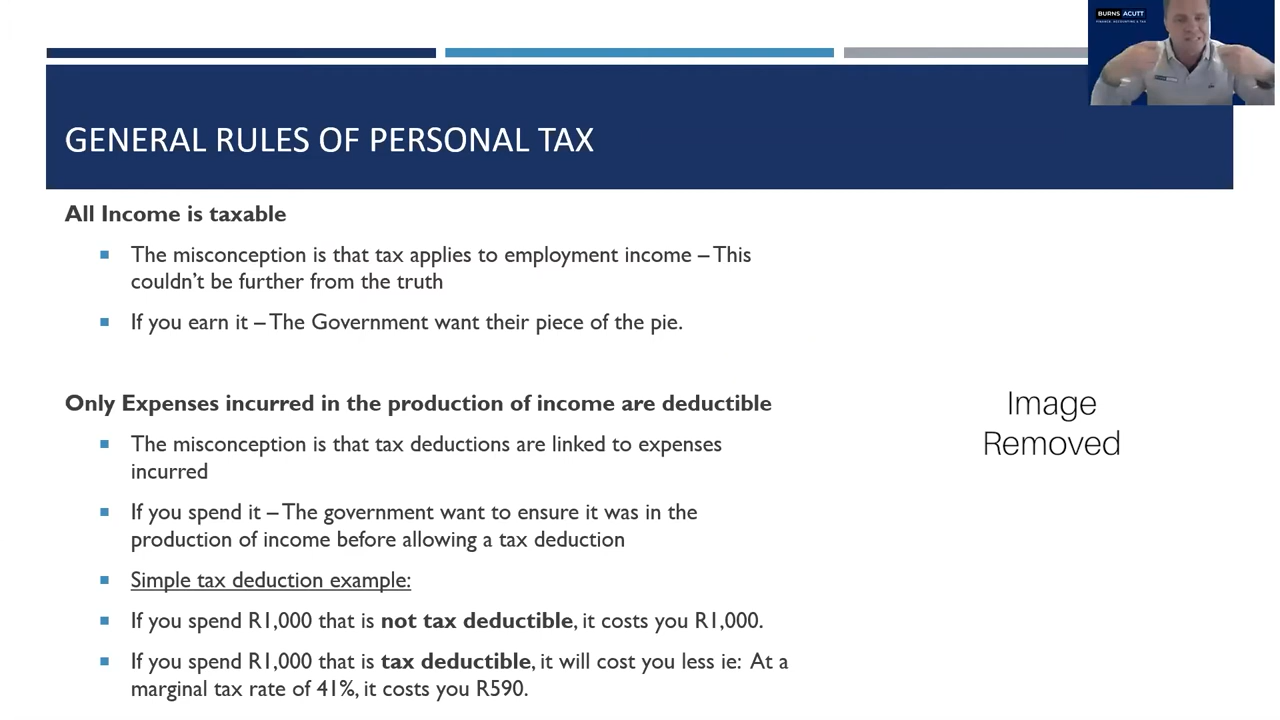 BURNS ACUTT
FINANCE, ACCOUNTING & TAX
GENERAL RULES OF PERSONAL TAX
All Income is taxable
The misconception is that tax applies to employment income – This
couldn't be further from the truth
If you earn it – The Government want their piece of the pie.
Only Expenses incurred in the production of income are deductible
The misconception is that tax deductions are linked to expenses
incurred
If you spend it – The government want to ensure it was in the
production of income before allowing a tax deduction
Simple tax deduction example:
If you spend R1,000 that is not tax deductible, it costs you R1,000.
If you spend R1,000 that is tax deductible, it will cost you less ie: At a
marginal tax rate of 41%, it costs you R590.
Image
Removed